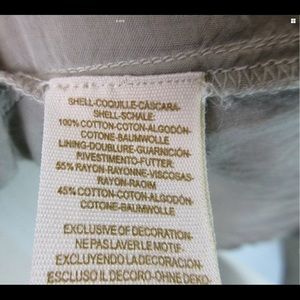 SHELL-COQUILLE-CÁSCARA-
SHELL-SCHALE:
100% COTTON-COTON-ALGODÓN-
COTONE-BAUMWOLLE
LINING-DOUBLURE-GUARNICIÓN-
RIVESTIMENTO-FUTTER:
55% RAYON-RAYONNE-VISCOSAS-
RAYON-RAOIM
45% COTTON-COTON-ALGODÓN-
COTONE-BAUMWOLLE
EXCLUSIVE OF DECORATION-
NE PAS LAVER LE MOTIF-
EXCLUYENDO LA DECORACION-
ESCLUSO IL DECORO-OHNE DEKO-